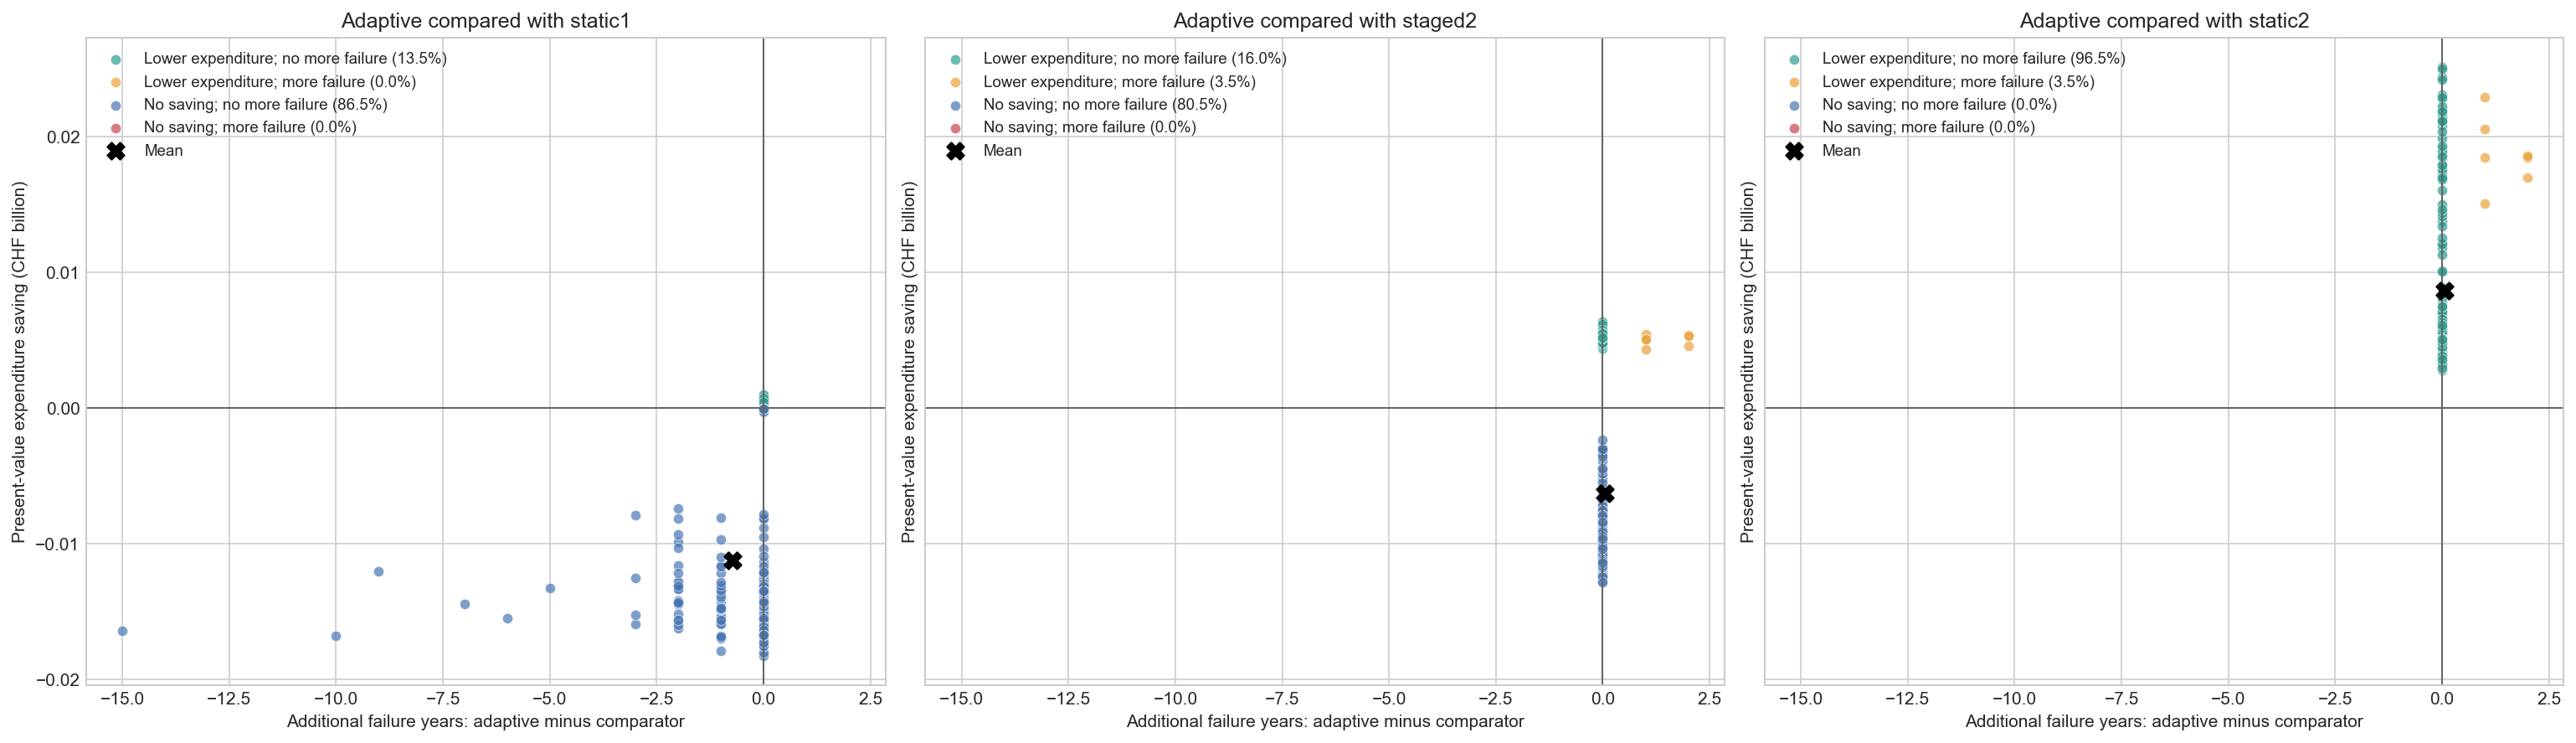 Adaptive compared with static1
Lower expenditure; no more failure (13.5%)
Lower expenditure; more failure (0.0%)
No saving; no more failure (86.5%)
No saving; more failure (0.0%)
Mean
Present-value expenditure saving (CHF billion)
0.02
0.01
0.00
−0.01
−0.02
−15.0 −12.5 −10.0 −7.5 −5.0 −2.5 0.0 2.5
Additional failure years: adaptive minus comparator
Adaptive compared with staged2
Lower expenditure; no more failure (16.0%)
Lower expenditure; more failure (3.5%)
No saving; no more failure (80.5%)
No saving; more failure (0.0%)
Mean
Present-value expenditure saving (CHF billion)
−15.0 −12.5 −10.0 −7.5 −5.0 −2.5 0.0 2.5
Additional failure years: adaptive minus comparator
Adaptive compared with static2
Lower expenditure; no more failure (96.5%)
Lower expenditure; more failure (3.5%)
No saving; no more failure (0.0%)
No saving; more failure (0.0%)
Mean
Present-value expenditure saving (CHF billion)
−15.0 −12.5 −10.0 −7.5 −5.0 −2.5 0.0 2.5
Additional failure years: adaptive minus comparator